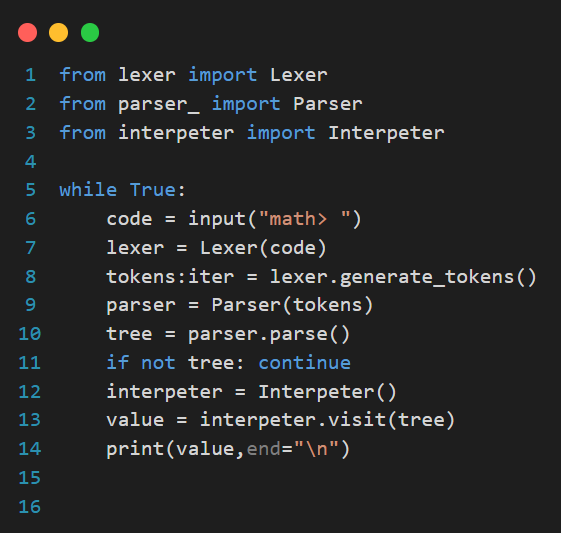 1 from lexer import Lexer
2 from parser_ import Parser
3 from interpeter import Interpeter
4
5 while True:
6     code = input("math> ")
7     lexer = Lexer(code)
8     tokens:iter = lexer.generate_tokens()
9     parser = Parser(tokens)
10     tree = parser.parse()
11     if not tree: continue
12     interpeter = Interpeter()
13     value = interpeter.visit(tree)
14     print(value,end="\n")
15
16